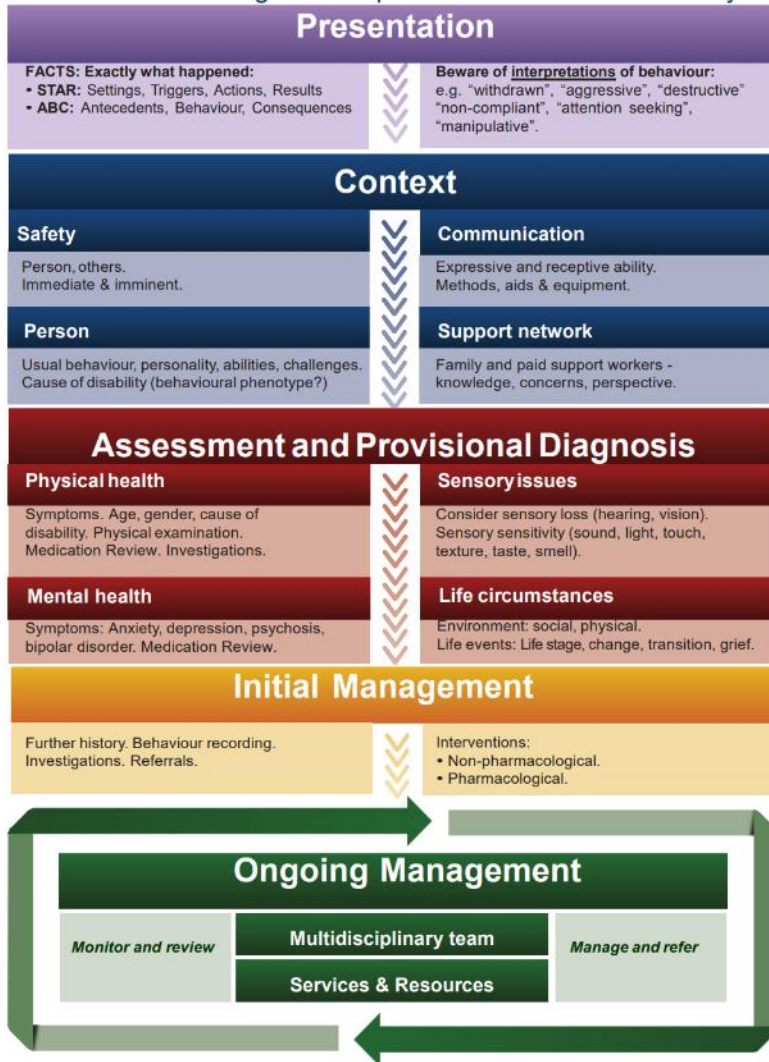 Presentation
FACTS: Exactly what happened:
• STAR: Settings, Triggers, Actions, Results
• ABC: Antecedents, Behaviour, Consequences
Beware of interpretations of behaviour:
e.g. “withdrawn”, “aggressive”, “destructive”
“non-compliant”, “attention seeking”,
“manipulative”.
Context
Safety
Person, others.
Immediate & imminent.
Communication
Expressive and receptive ability.
Methods, aids & equipment.
Person
Usual behaviour, personality, abilities, challenges.
Cause of disability (behavioural phenotype?)
Support network
Family and paid support workers -
knowledge, concerns, perspective.
Assessment and Provisional Diagnosis
Physical health
Symptoms. Age, gender, cause of
disability. Physical examination.
Medication Review. Investigations.
Sensory issues
Consider sensory loss (hearing, vision).
Sensory sensitivity (sound, light, touch,
texture, taste, smell).
Mental health
Symptoms: Anxiety, depression, psychosis,
bipolar disorder. Medication Review.
Life circumstances
Environment: social, physical.
Life events: Life stage, change, transition, grief.
Initial Management
Further history. Behaviour recording.
Investigations. Referrals.
Interventions:
• Non-pharmacological.
• Pharmacological.
Ongoing Management
Monitor and review
Multidisciplinary team
Services & Resources
Manage and refer